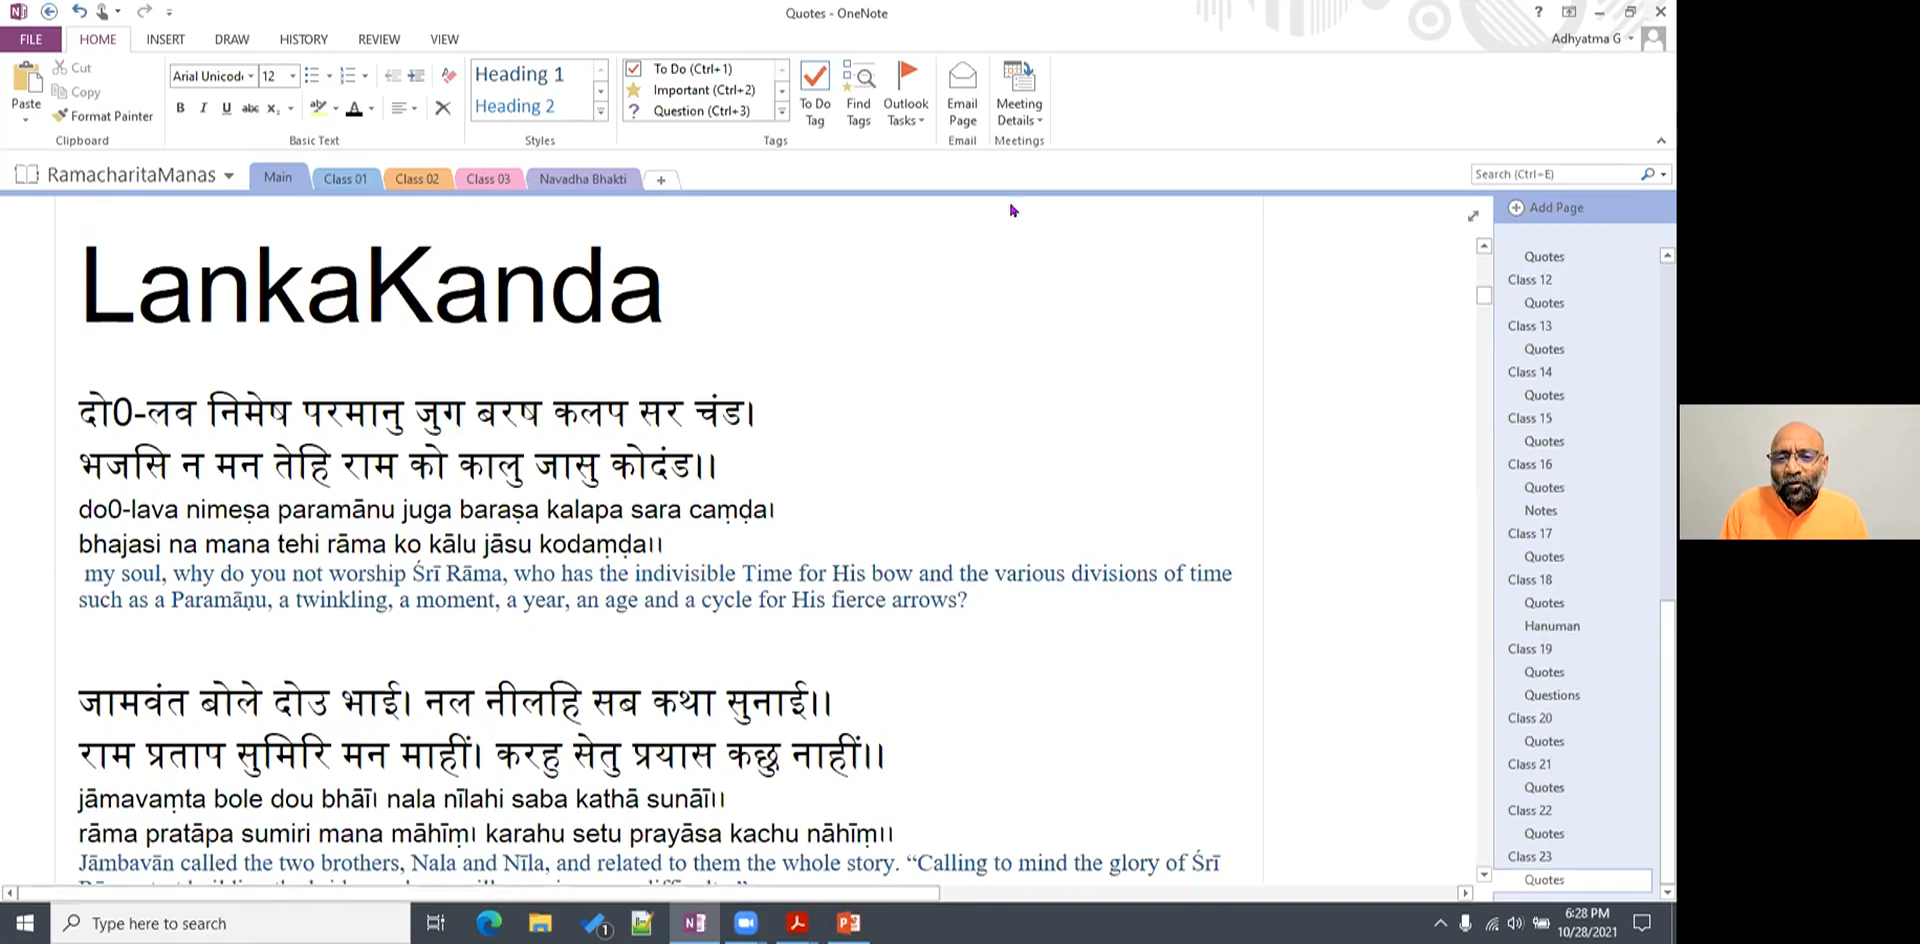 Quotes - OneNote
?
Adhyatma G
FILE
HOME
INSERT
DRAW
HISTORY
REVIEW
VIEW
Paste
Cut
Copy
Format Painter
Clipboard
Arial Unicod
12
B I U abc X₂
A
Basic Text
Heading 1
Heading 2
Styles
To Do (Ctrl+1)
Important (Ctrl+2)
? Question (Ctrl+3)
Tags
To Do
Tag
Find
Tags
Outlook
Tasks
Email
Page
Email
Meeting
Details
Meetings
RamacharitaManas
Main
Class 01
Class 02
Class 03
Navadha Bhakti
+
Search (Ctrl+E)
LankaKanda
दो0-लव निमेष परमानु जुग बरष कलप सर चंड।
भजसि न मन तेहि राम को कालु जासु कोदंड।।
do0-lava nimeṣa paramānu juga baraṣa kalapa sara caṃḍa।
bhajasi na mana tehi rāma ko kālu jāsu kodaṃḍa।।
my soul, why do you not worship Śrī Rāma, who has the indivisible Time for His bow and the various divisions of time
such as a Paramāṇu, a twinkling, a moment, a year, an age and a cycle for His fierce arrows?
जामवंत बोले दोउ भाई। नल नीलहि सब कथा सुनाई।।
राम प्रताप सुमिरि मन माहीं। करहु सेतु प्रयास कछु नाहीं।।
jāmavaṃta bole dou bhāī। nala nīlahi saba kathā sunāī।।
rāma pratāpa sumiri mana māhīṃ। karahu setu prayāsa kachu nāhīṃ।।
Jāmbavān called the two brothers, Nala and Nīla, and related to them the whole story. “Calling to mind the glory of Śrī
Add Page
Quotes
Class 12
Quotes
Class 13
Quotes
Class 14
Quotes
Class 15
Quotes
Class 16
Quotes
Notes
Class 17
Quotes
Class 18
Quotes
Hanuman
Class 19
Quotes
Questions
Class 20
Quotes
Class 21
Quotes
Class 22
Quotes
Class 23
Quotes
Type here to search
1
6:28 PM
10/28/2021